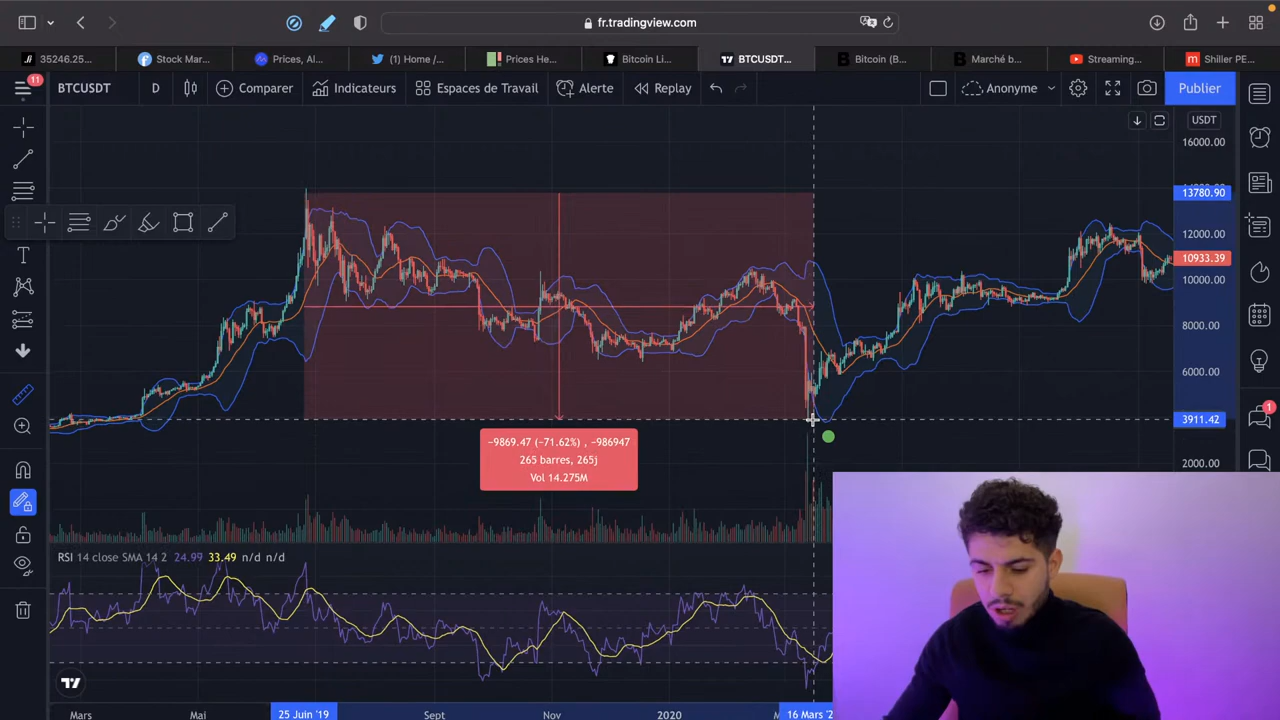 fr.tradingview.com
35246.25...
Stock Mar...
Prices, Al...
(1) Home /...
Prices He...
Bitcoin Li...
BTCUSDT...
Bitcoin (B...
Marché b...
Streaming...
Shiller PE...
11
BTCUSDT
D
Comparer
Indicateurs
Espaces de Travail
Alerte
Replay
Anonyme
Publier
USDT
16000.00
13780.90
12000.00
10933.39
10000.00
8000.00
6000.00
3911.42
2000.00
1
−9869.47 (−71.62%) , −986947
265 barres, 265j
Vol 14.275M
RSI 14 close SMA 14 2 24.99 33.49 n/d n/d
Mars
Mai
25 Juin '19
Sept
Nov
2020
16 Mars '2